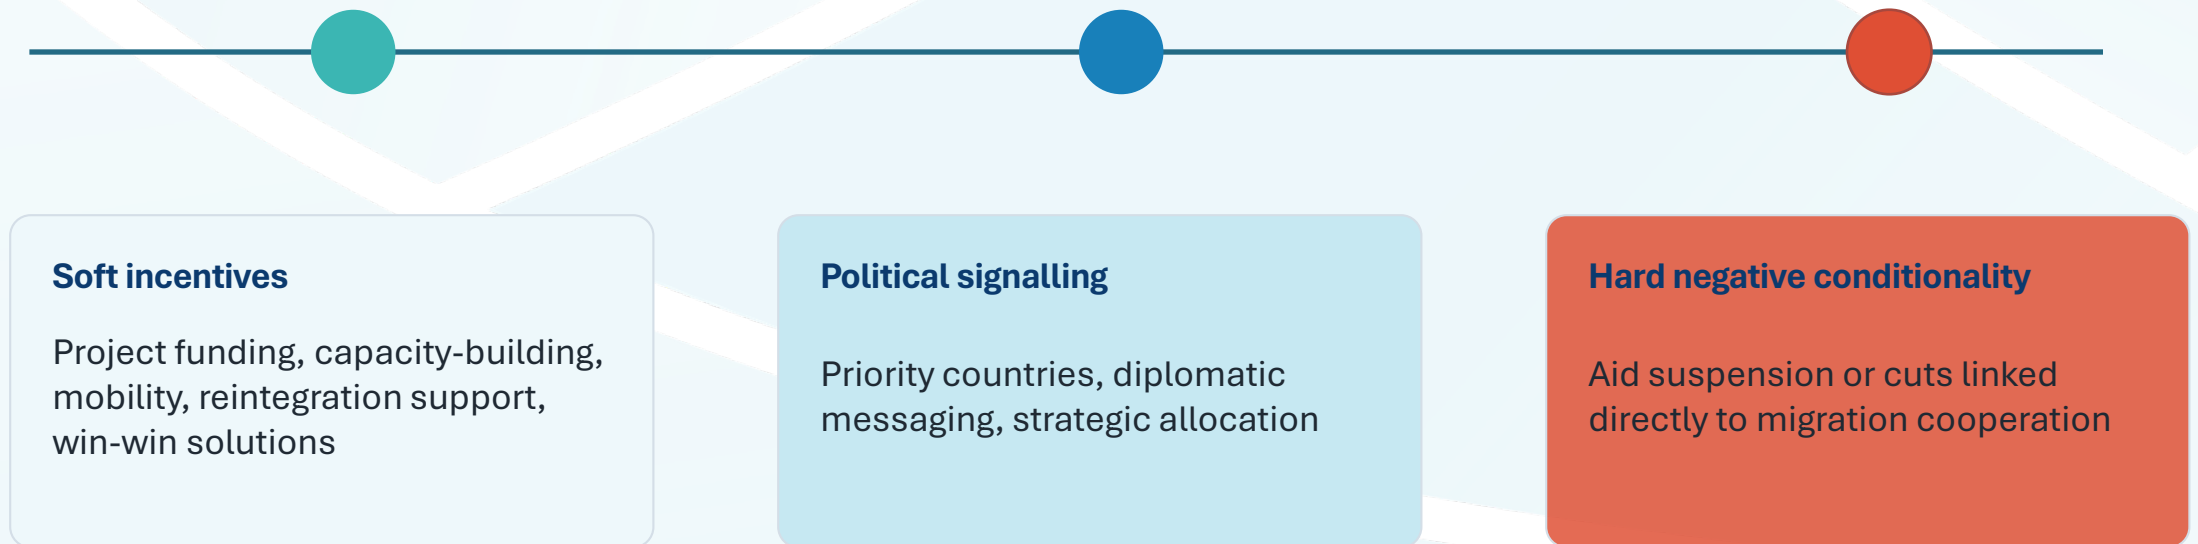 Soft incentives
Project funding, capacity-building,
mobility, reintegration support,
win-win solutions
Political signalling
Priority countries, diplomatic
messaging, strategic allocation
Hard negative conditionality
Aid suspension or cuts linked
directly to migration cooperation